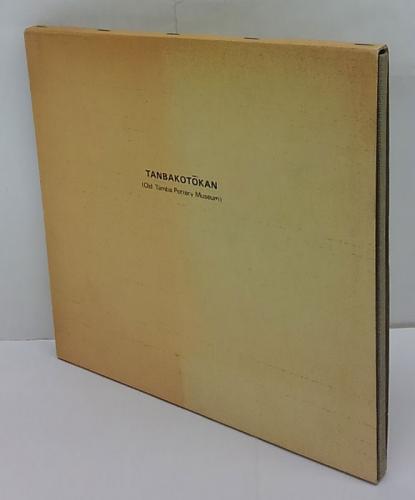 TANBAKOTŌKAN
(Old Tamba Pottery Museum)